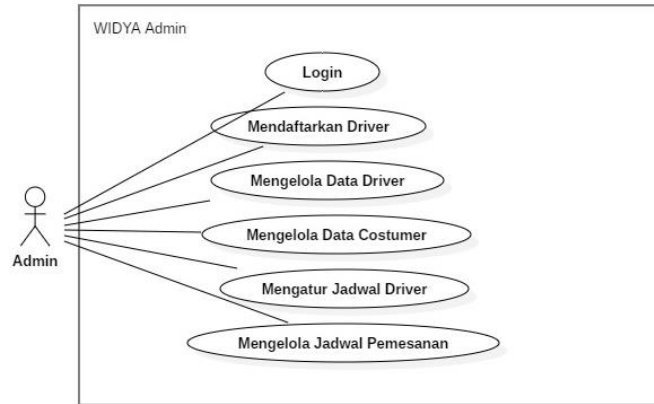 WIDYA Admin
Login
Mendaftarkan Driver
Mengelola Data Driver
Mengelola Data Costumer
Admin
Mengatur Jadwal Driver
Mengelola Jadwal Pemesanan